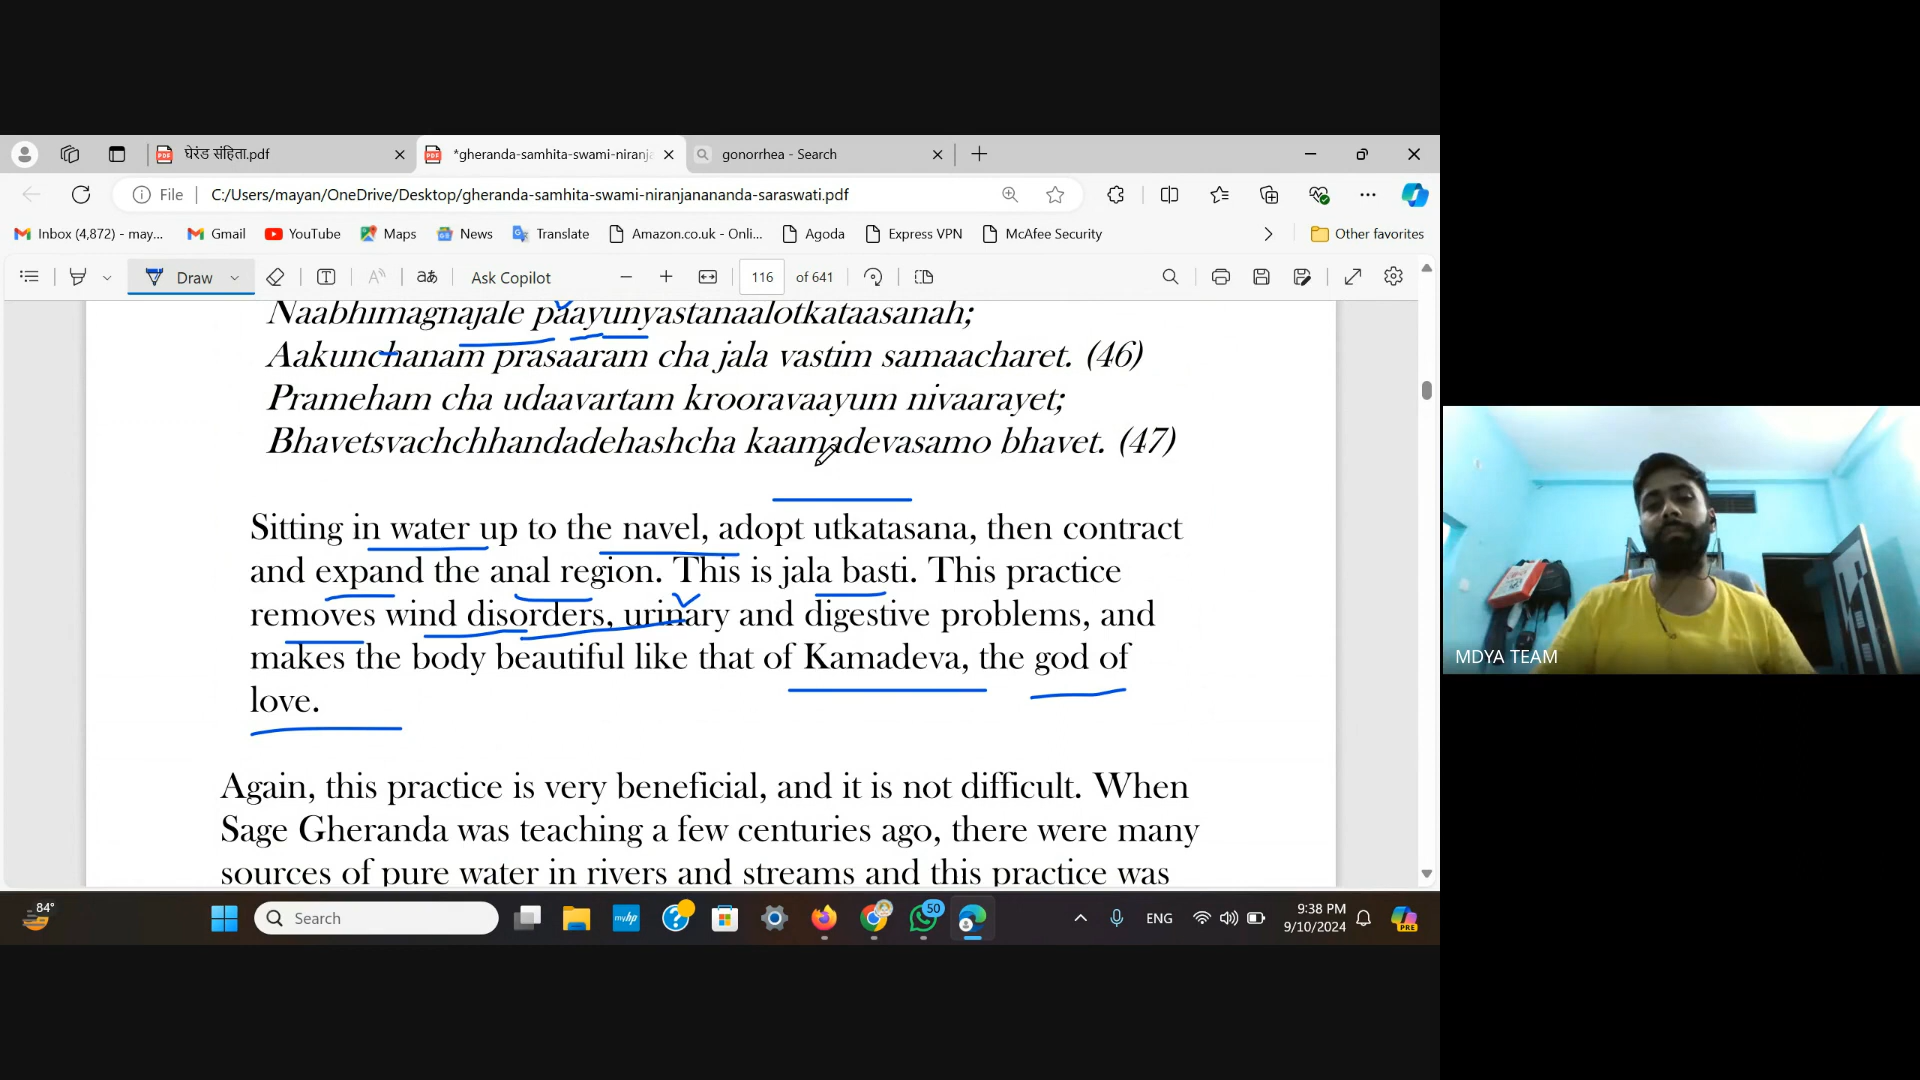 घेरंड संहिता.pdf
*gheranda-samhita-swami-niranja
gonorrhea - Search
File
C:/Users/mayan/OneDrive/Desktop/gheranda-samhita-swami-niranjanananda-saraswati.pdf
Inbox (4,872) - may...
Gmail
YouTube
Maps
News
Translate
Amazon.co.uk - Onli...
Agoda
Express VPN
McAfee Security
Other favorites
Draw
Ask Copilot
116 of 641
Naabhimagnajale paayunyastanaalotkataasanah;
Aakunchanam prasaaram cha jala vastim samaacharet. (46)
Prameham cha udaavartam krooravaayum nivaarayet;
Bhavetsvachchhandadehashcha kaamadevasamo bhavet. (47)
Sitting in water up to the navel, adopt utkatasana, then contract
and expand the anal region. This is jala basti. This practice
removes wind disorders, urinary and digestive problems, and
makes the body beautiful like that of Kamadeva, the god of
love.
Again, this practice is very beneficial, and it is not difficult. When
Sage Gheranda was teaching a few centuries ago, there were many
sources of pure water in rivers and streams and this practice was
MDYA TEAM
84°
Search
myhp
50
ENG
9:38 PM
9/10/2024
PRE